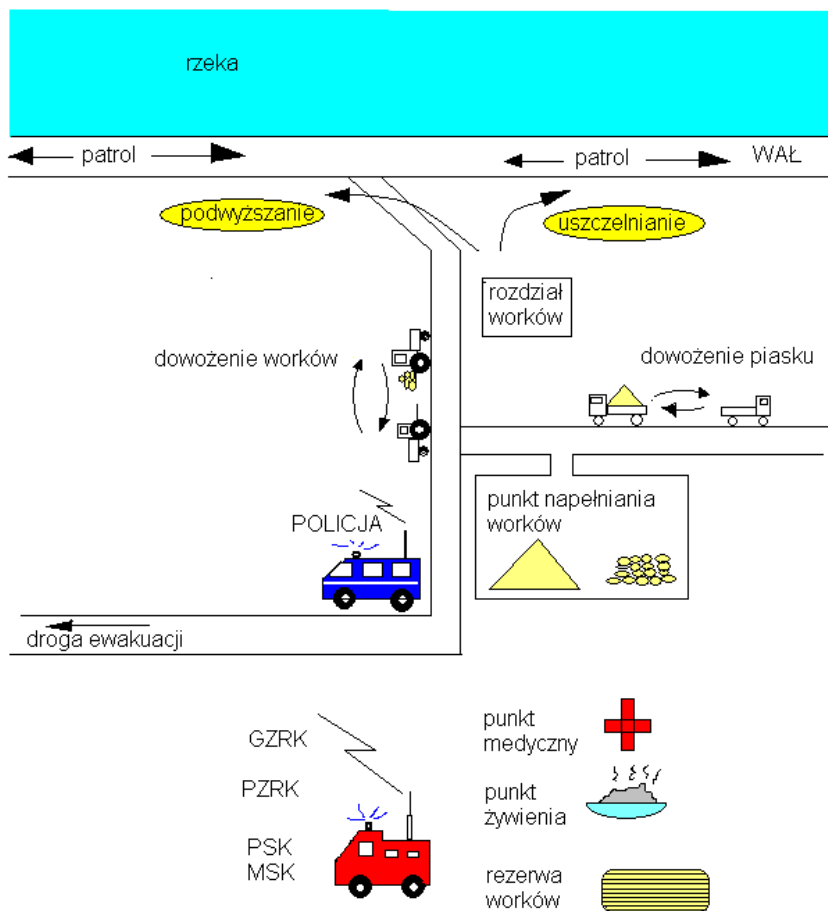 rzeka
patrol
patrol
WAŁ
podwyższanie
uszczelnianie
rozdział
worków
dowożenie worków
dowożenie piasku
punkt napełniania
worków
POLICJA
droga ewakuacji
GZRK
PZRK
PSK
MSK
punkt
medyczny
punkt
żywienia
rezerwa
worków